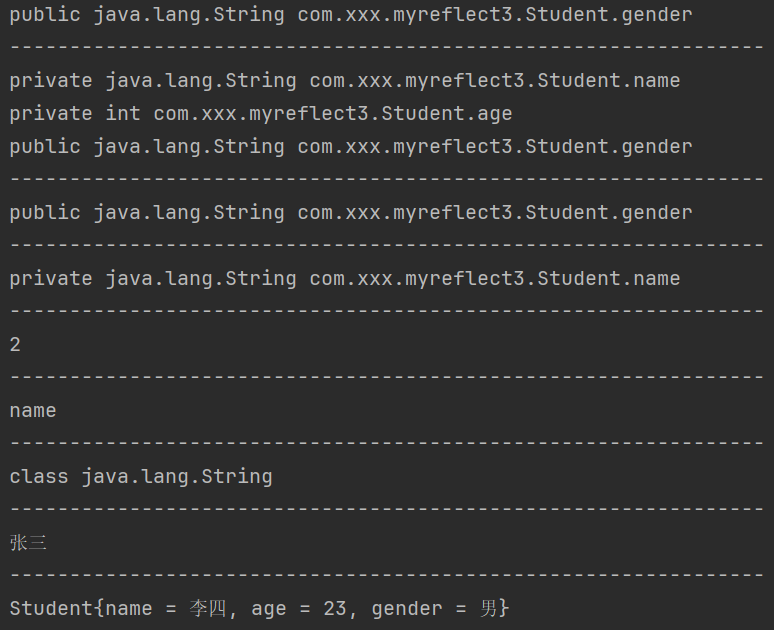 public java.lang.String com.xxx.myreflect3.Student.gender
---------------------------------------------------------------
private java.lang.String com.xxx.myreflect3.Student.name
private int com.xxx.myreflect3.Student.age
public java.lang.String com.xxx.myreflect3.Student.gender
---------------------------------------------------------------
public java.lang.String com.xxx.myreflect3.Student.gender
---------------------------------------------------------------
private java.lang.String com.xxx.myreflect3.Student.name
---------------------------------------------------------------
2
---------------------------------------------------------------
name
---------------------------------------------------------------
class java.lang.String
---------------------------------------------------------------
张三
---------------------------------------------------------------
Student{name = 李四, age = 23, gender = 男}